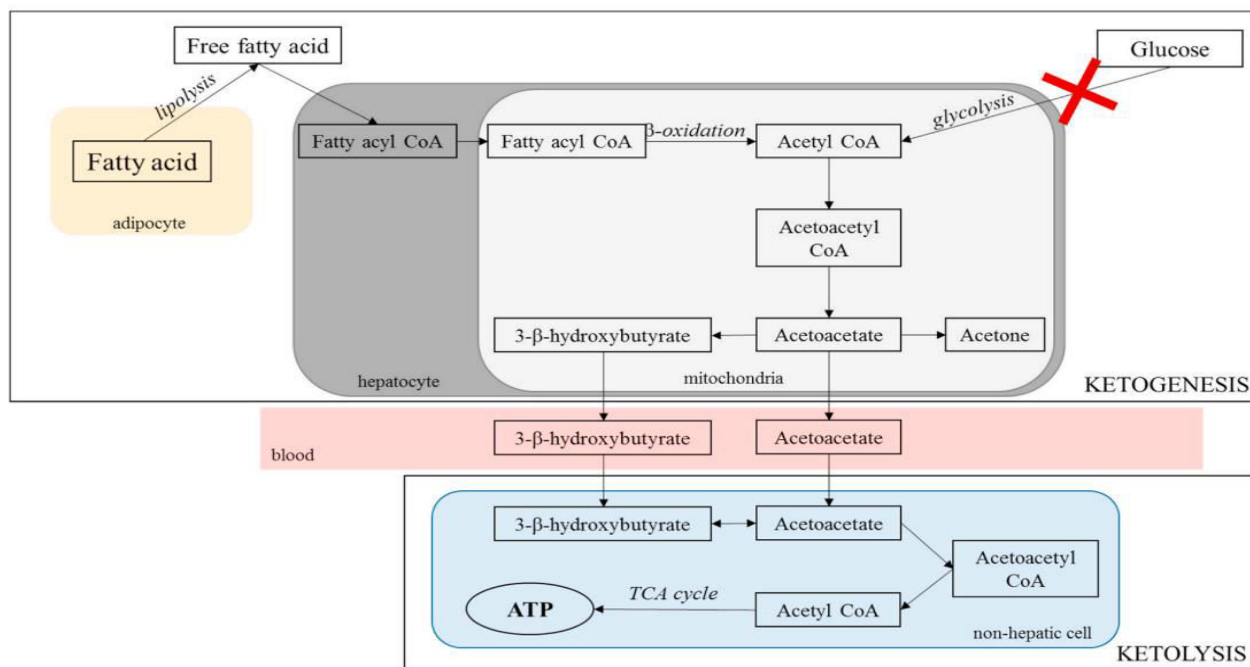 Free fatty acid
Glucose
lipolysis
glycolysis
Fatty acid
adipocyte
Fatty acyl CoA
Fatty acyl CoA
β-oxidation
Acetyl CoA
Acetoacetyl
CoA
3-β-hydroxybutyrate
Acetoacetate
Acetone
hepatocyte
mitochondria
KETOGENESIS
3-β-hydroxybutyrate
Acetoacetate
blood
3-β-hydroxybutyrate
Acetoacetate
Acetoacetyl
CoA
TCA cycle
ATP
Acetyl CoA
non-hepatic cell
KETOLYSIS